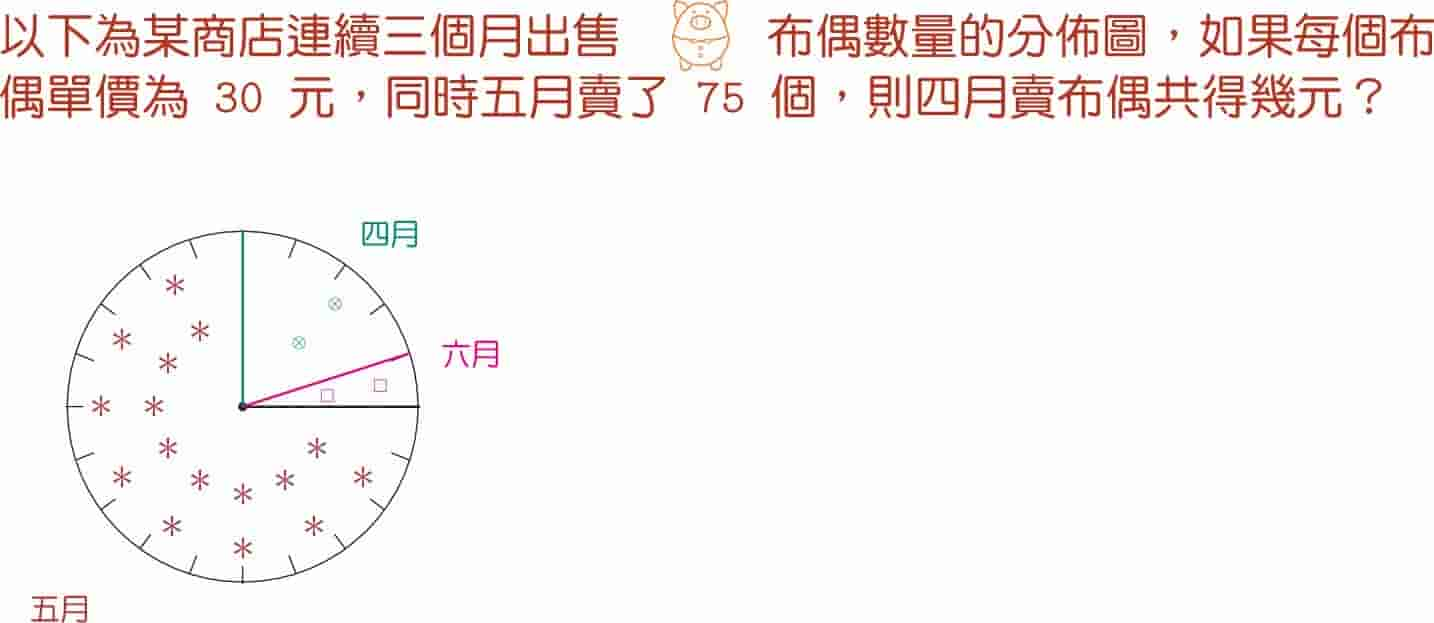 以下為某商店連續三個月出售 布偶數量的分佈圖，如果每個布
偶單價為 30 元，同時五月賣了 75 個，則四月賣布偶共得幾元？
四月
六月
五月